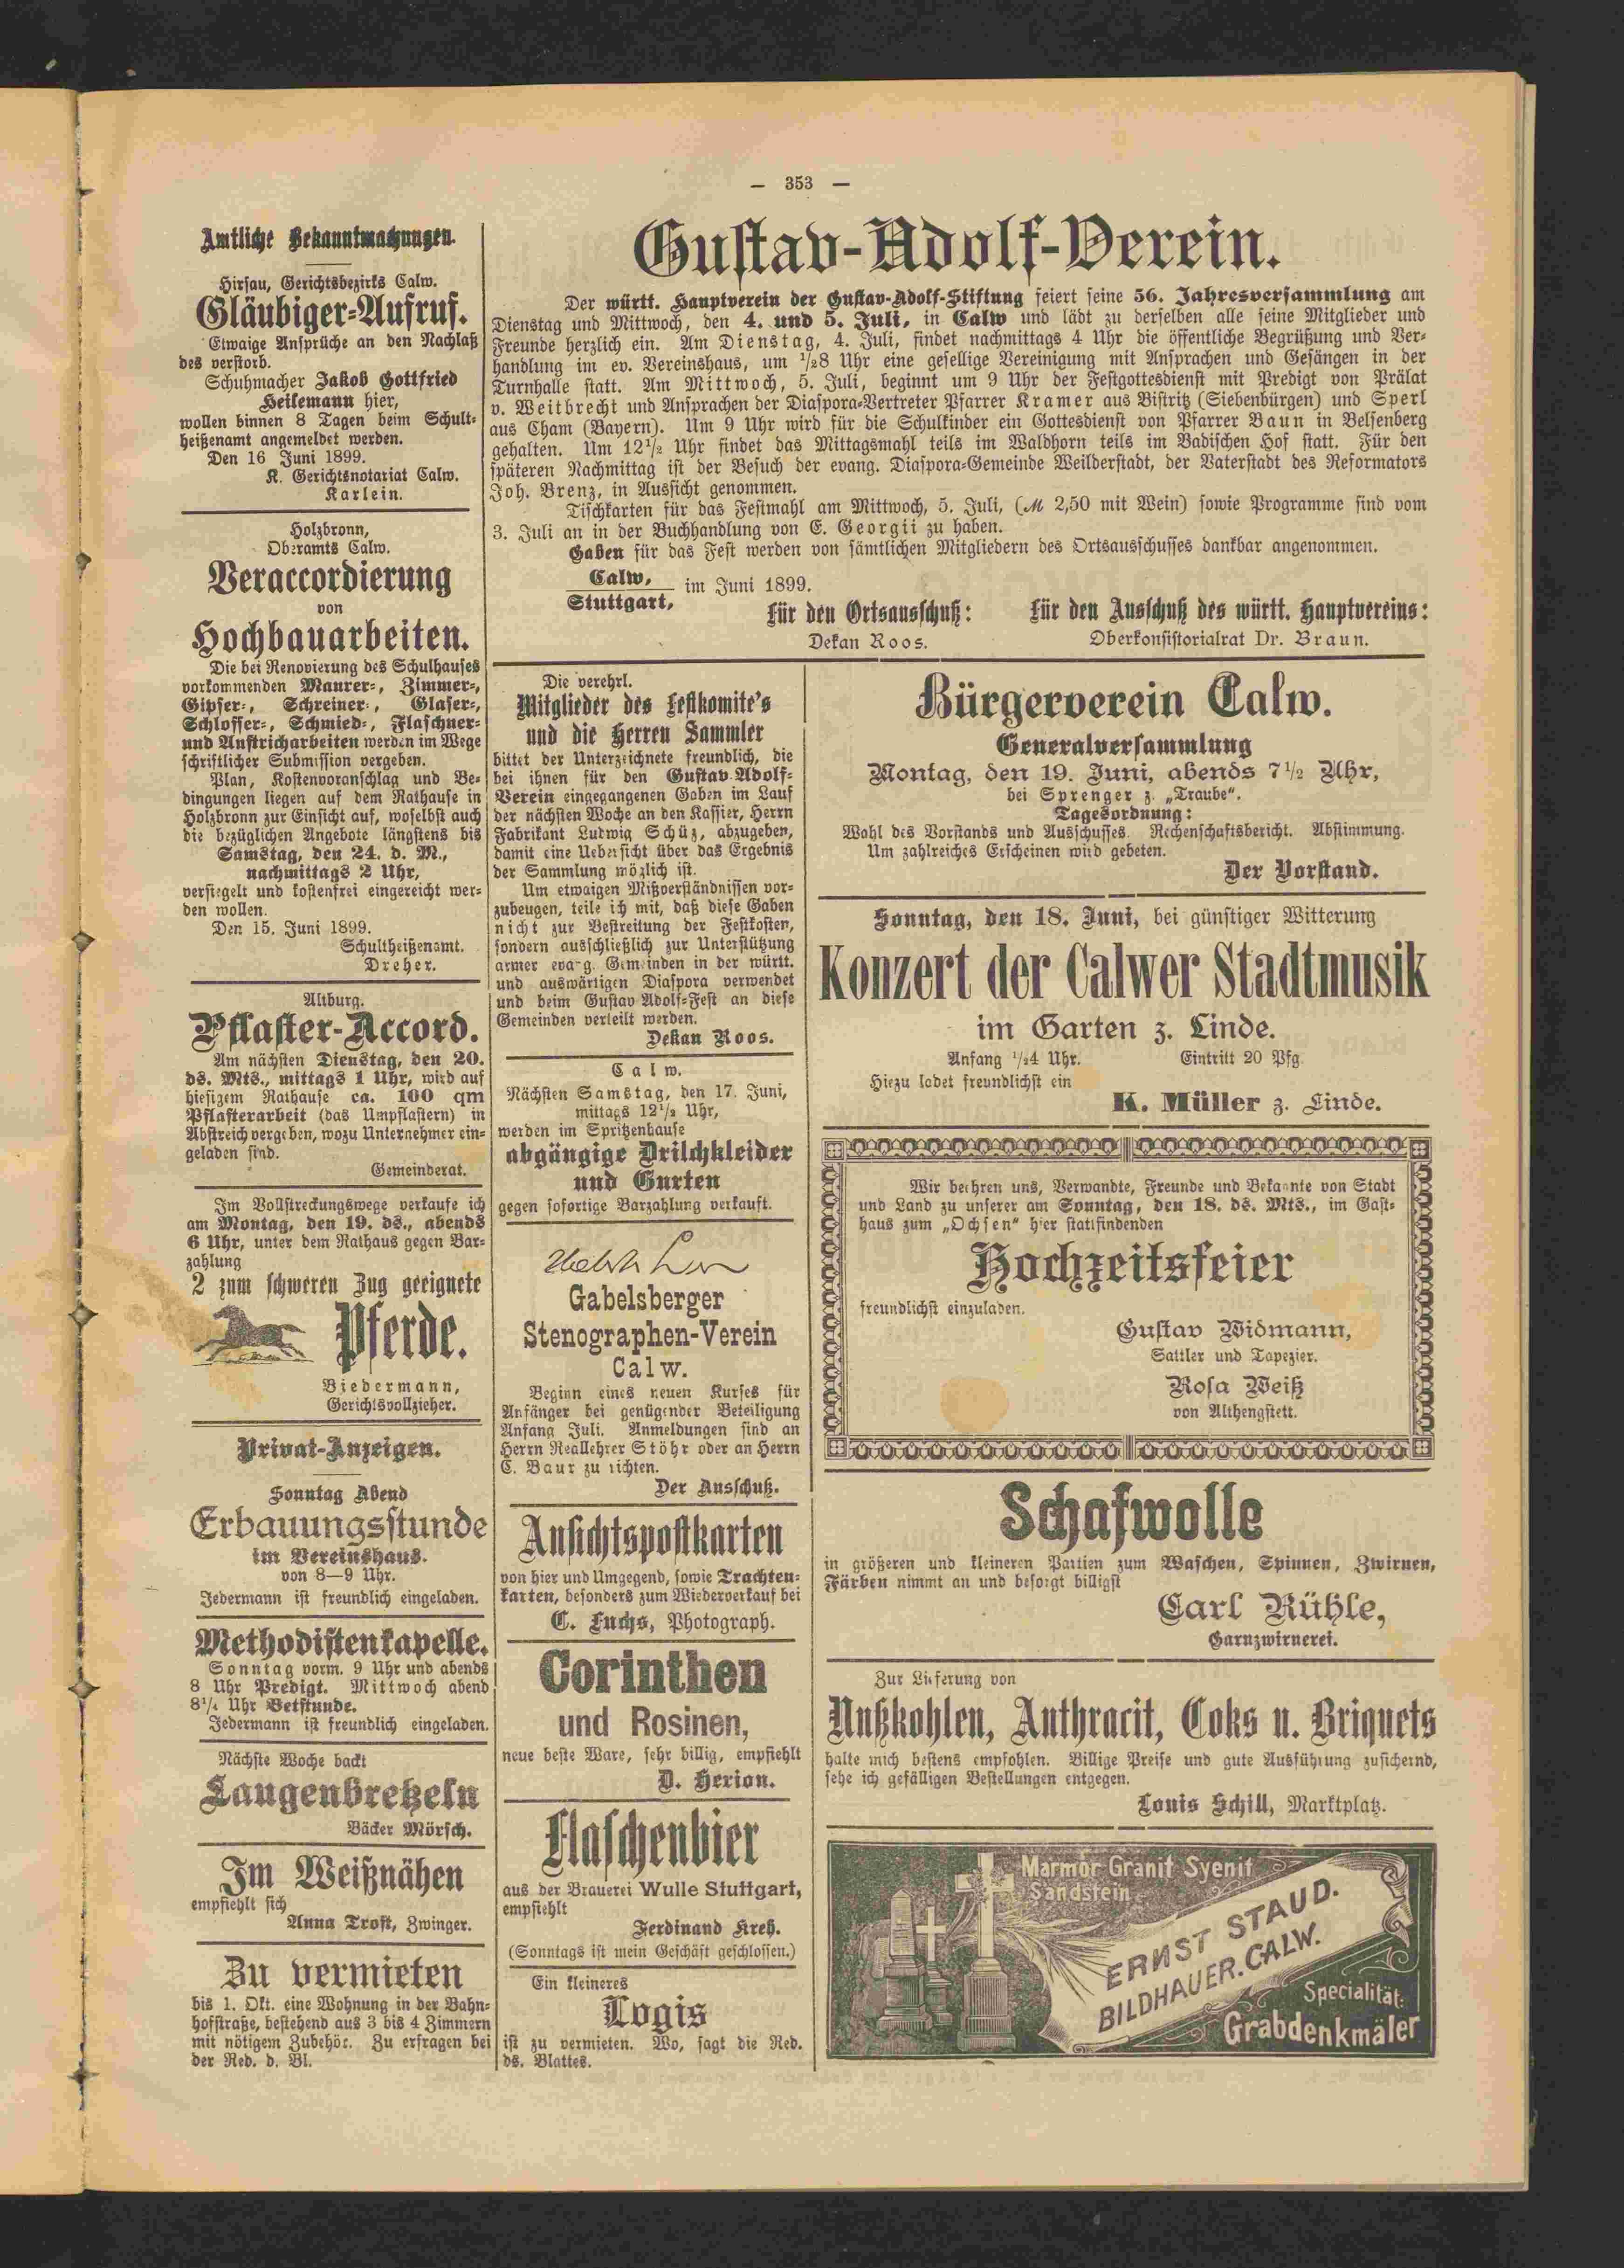 — 353 —
Amtliche Bekanntmachungen.
Hirsau, Gerichtsbezirks Calw.
Gläubiger-Aufruf.
Etwaige Ansprüche an den Nachlaß
des verstorb.
Schuhmacher Jakob Gottfried
Heilemann hier,
wollen binnen 8 Tagen beim Schult-
heißenamt angemeldet werden.
Den 16 Juni 1899.
K. Gerichtsnotariat Calw.
Karlein.
Holzbronn,
Oberamts Calw.
Veraccordierung
von
Hochbauarbeiten.
Die bei Renovierung des Schulhauses
vorkommenden Maurer-, Zimmer-,
Gipser-, Schreiner-, Glaser-,
Schlosser-, Schmied-, Flaschner-
und Anstricharbeiten werden im Wege
schriftlicher Submission vergeben.
Plan, Kostenvoranschlag und Be-
dingungen liegen auf dem Rathause in
Holzbronn zur Einsicht auf, woselbst auch
die bezüglichen Angebote längstens bis
Samstag, den 24. d. M.,
nachmittags 2 Uhr,
versiegelt und kostenfrei eingereicht wer-
den wollen.
Den 15. Juni 1899.
Schultheißenamt.
Dreher.
Altburg.
Pflaster-Accord.
Am nächsten Dienstag, den 20.
ds. Mts., mittags 1 Uhr, wird auf
hiesigem Rathause ca. 100 qm
Pflasterarbeit (das Umpflastern) in
Abstreich vergeben, wozu Unternehmer ein-
geladen sind.
Gemeinderat.
Im Vollstreckungswege verkaufe ich
am Montag, den 19. ds., abends
6 Uhr, unter dem Rathaus gegen Bar-
zahlung
2 zum schweren Zug geeignete
Pferde.
Biedermann,
Gerichtsvollzieher.
Privat-Anzeigen.
Sonntag Abend
Erbauungsstunde
im Vereinshaus.
von 8—9 Uhr.
Jedermann ist freundlich eingeladen.
Methodistenkapelle.
Sonntag vorm. 9 Uhr und abends
8 Uhr Predigt. Mittwoch abend
8¼ Uhr Betstunde.
Jedermann ist freundlich eingeladen.
Nächste Woche backt
Laugenbretzeln
Bäcker Mörsch.
Im Weißnähen
empfiehlt sich
Anna Trost, Zwinger.
Zu vermieten
bis 1. Okt. eine Wohnung in der Bahn-
hofstraße, bestehend aus 3 bis 4 Zimmern
mit nötigem Zubehör. Zu erfragen bei
der Red. d. Bl.
Gustav-Adolf-Verein.
Der württ. Hauptverein der Gustav-Adolf-Stiftung feiert seine 56. Jahresversammlung am
Dienstag und Mittwoch, den 4. und 5. Juli, in Calw und lädt zu derselben alle seine Mitglieder und
Freunde herzlich ein. Am Dienstag, 4. Juli, findet nachmittags 4 Uhr die öffentliche Begrüßung und Ver-
handlung im ev. Vereinshaus, um ½8 Uhr eine gesellige Vereinigung mit Ansprachen und Gesängen in der
Turnhalle statt. Am Mittwoch, 5. Juli, beginnt um 9 Uhr der Festgottesdienst mit Predigt von Prälat
v. Weitbrecht und Ansprachen der Diaspora-Vertreter Pfarrer Kramer aus Bistritz (Siebenbürgen) und Sperl
aus Cham (Bayern). Um 9 Uhr wird für die Schulkinder ein Gottesdienst von Pfarrer Baun in Belsenberg
gehalten. Um 12½ Uhr findet das Mittagsmahl teils im Waldhorn teils im Badischen Hof statt. Für den
späteren Nachmittag ist der Besuch der evang. Diaspora-Gemeinde Weilderstadt, der Vaterstadt des Reformators
Joh. Brenz, in Aussicht genommen.
Tischkarten für das Festmahl am Mittwoch, 5. Juli, (M 2,50 mit Wein) sowie Programme sind vom
3. Juli an in der Buchhandlung von E. Georgii zu haben.
Gaben für das Fest werden von sämtlichen Mitgliedern des Ortsausschusses dankbar angenommen.
Calw,
Stuttgart, im Juni 1899.
Für den Ortsausschuß: Für den Ausschuß des württ. Hauptvereins:
Dekan Roos. Oberkonsistorialrat Dr. Braun.
Die verehrl.
Mitglieder des Festkomite's
und die Herren Sammler
bittet der Unterzeichnete freundlich, die
bei ihnen für den Gustav-Adolf-
Verein eingegangenen Gaben im Lauf
der nächsten Woche an den Kassier, Herrn
Fabrikant Ludwig Schüz, abzugeben,
damit eine Uebersicht über das Ergebnis
der Sammlung möglich ist.
Um etwaigen Mißverständnissen vor-
zubeugen, teile ich mit, daß diese Gaben
nicht zur Bestreitung der Festkosten,
sondern ausschließlich zur Unterstützung
armer evang. Gemeinden in der württ.
und auswärtigen Diaspora verwendet
und beim Gustav Adolf-Fest an diese
Gemeinden verteilt werden.
Dekan Roos.
Calw.
Nächsten Samstag, den 17. Juni,
mittags 12½ Uhr,
werden im Spritzenhause
abgängige Drilchkleider
und Gurten
gegen sofortige Barzahlung verkauft.
Gabelsberger
Stenographen-Verein
Calw.
Beginn eines neuen Kurses für
Anfänger bei genügender Beteiligung
Anfang Juli. Anmeldungen sind an
Herrn Reallehrer Stöhr oder an Herrn
C. Baur zu richten.
Der Ausschuß.
Ansichtspostkarten
von hier und Umgegend, sowie Trachten-
karten, besonders zum Wiederverkauf bei
C. Fuchs, Photograph.
Corinthen
und Rosinen,
neue beste Ware, sehr billig, empfiehlt
D. Herion.
Flaschenbier
aus der Brauerei Wulle Stuttgart,
empfiehlt
Ferdinand Kreh.
(Sonntags ist mein Geschäft geschlossen.)
Ein kleineres
Logis
ist zu vermieten. Wo, sagt die Red.
ds. Blattes.
Bürgerverein Calw.
Generalversammlung
Montag, den 19. Juni, abends 7½ Uhr,
bei Sprenger z. „Traube".
Tagesordnung:
Wahl des Vorstands und Ausschusses. Rechenschaftsbericht. Abstimmung.
Um zahlreiches Erscheinen wird gebeten.
Der Vorstand.
Sonntag, den 18. Juni, bei günstiger Witterung
Konzert der Calwer Stadtmusik
im Garten z. Linde.
Anfang ½4 Uhr. Eintritt 20 Pfg
Hiezu ladet freundlichst ein
K. Müller z. Linde.
Wir beehren uns, Verwandte, Freunde und Bekannte von Stadt
und Land zu unserer am Sonntag, den 18. ds. Mts., im Gast-
haus zum „Ochsen" hier stattfindenden
Hochzeitsfeier
freundlichst einzuladen.
Gustav Widmann,
Sattler und Tapezier.
Rosa Weiß
von Althengstett.
Schafwolle
in größeren und kleineren Partien zum Waschen, Spinnen, Zwirnen,
Färben nimmt an und besorgt billigst
Carl Rühle,
Garnzwirnerei.
Zur Lieferung von
Nußkohlen, Anthracit, Coks u. Briquets
halte mich bestens empfohlen. Billige Preise und gute Ausführung zusichernd,
sehe ich gefälligen Bestellungen entgegen.
Louis Schill, Marktplatz.
Marmor Granit Syenit
Sandstein
ERNST STAUD.
BILDHAUER. CALW.
Specialität:
Grabdenkmäler